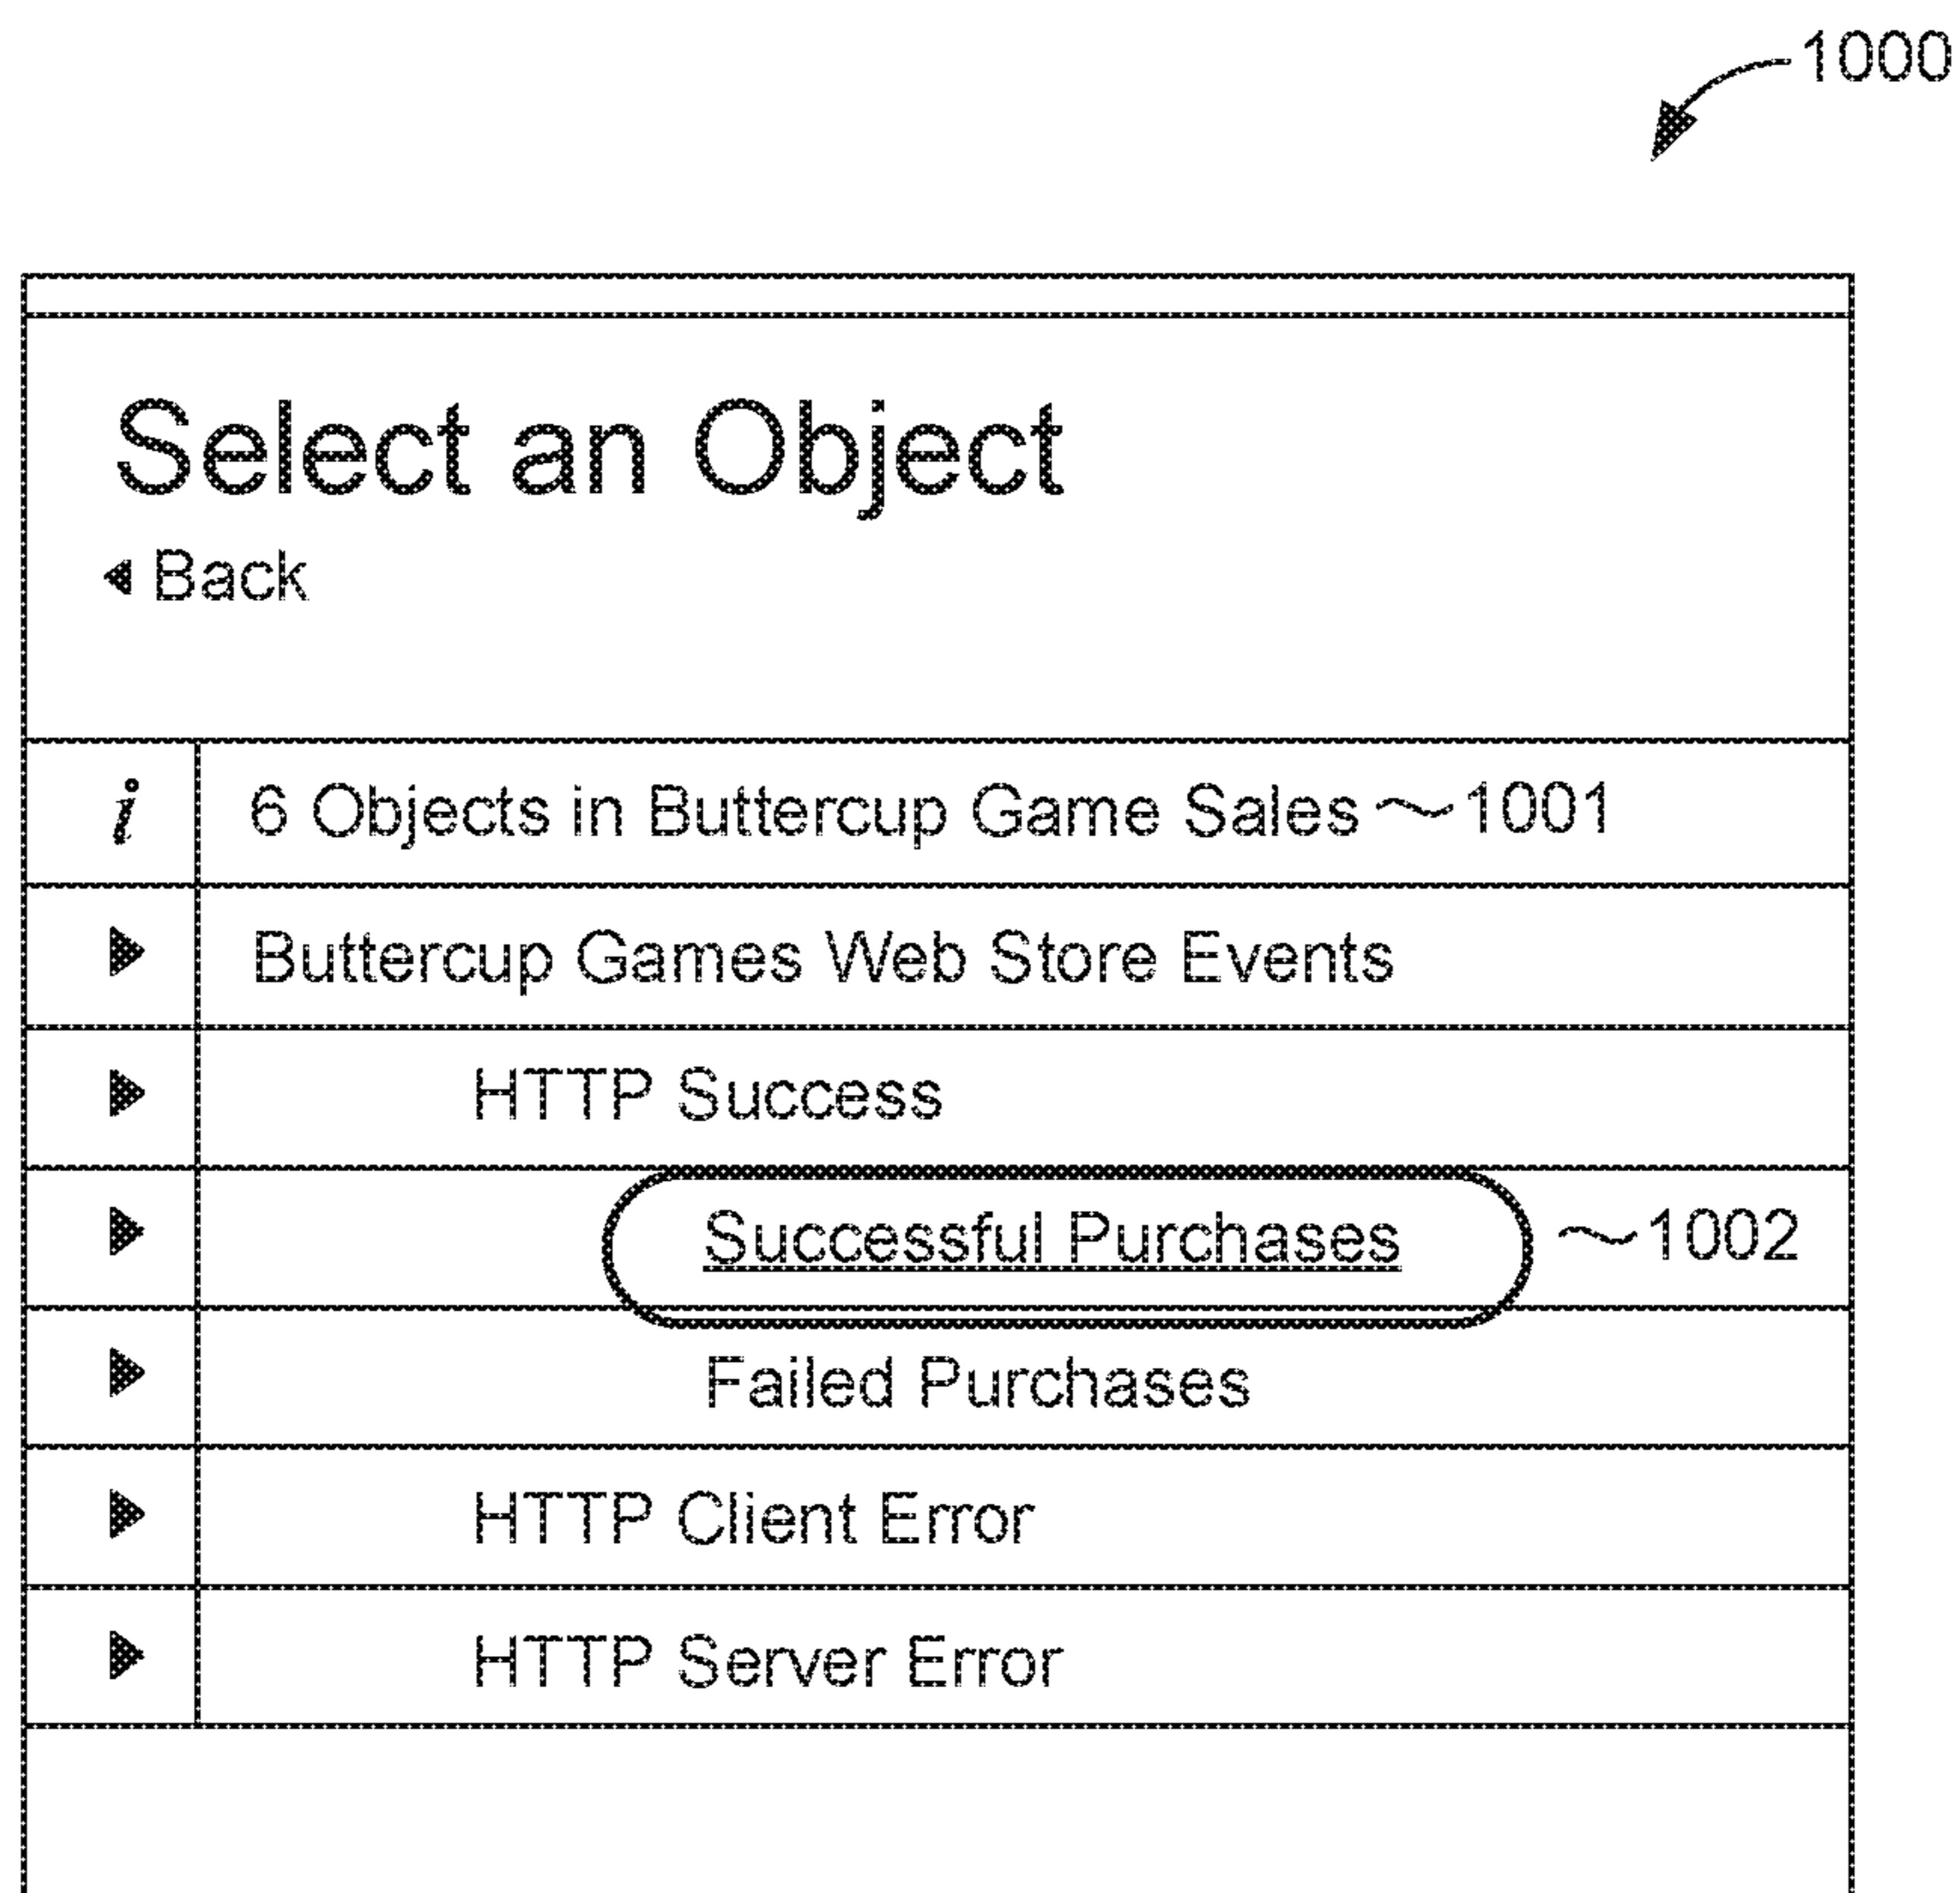 1000
Select an Object
Back
i 6 Objects in Buttercup Game Sales 1001
Buttercup Games Web Store Events
HTTP Success
Successful Purchases 1002
Failed Purchases
HTTP Client Error
HTTP Server Error